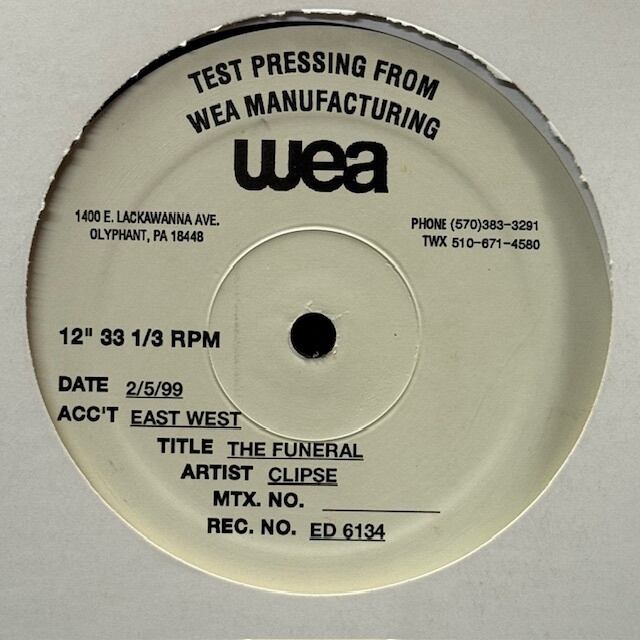 TEST PRESSING FROM
WEA MANUFACTURING
wea
1400 E. LACKAWANNA AVE.
OLYPHANT, PA 18448
PHONE (570)383-3291
TWX 510-671-4580
12" 33 1/3 RPM
DATE 2/5/99
ACC'T EAST WEST
TITLE THE FUNERAL
ARTIST CLIPSE
MTX. NO.
REC. NO. ED 6134